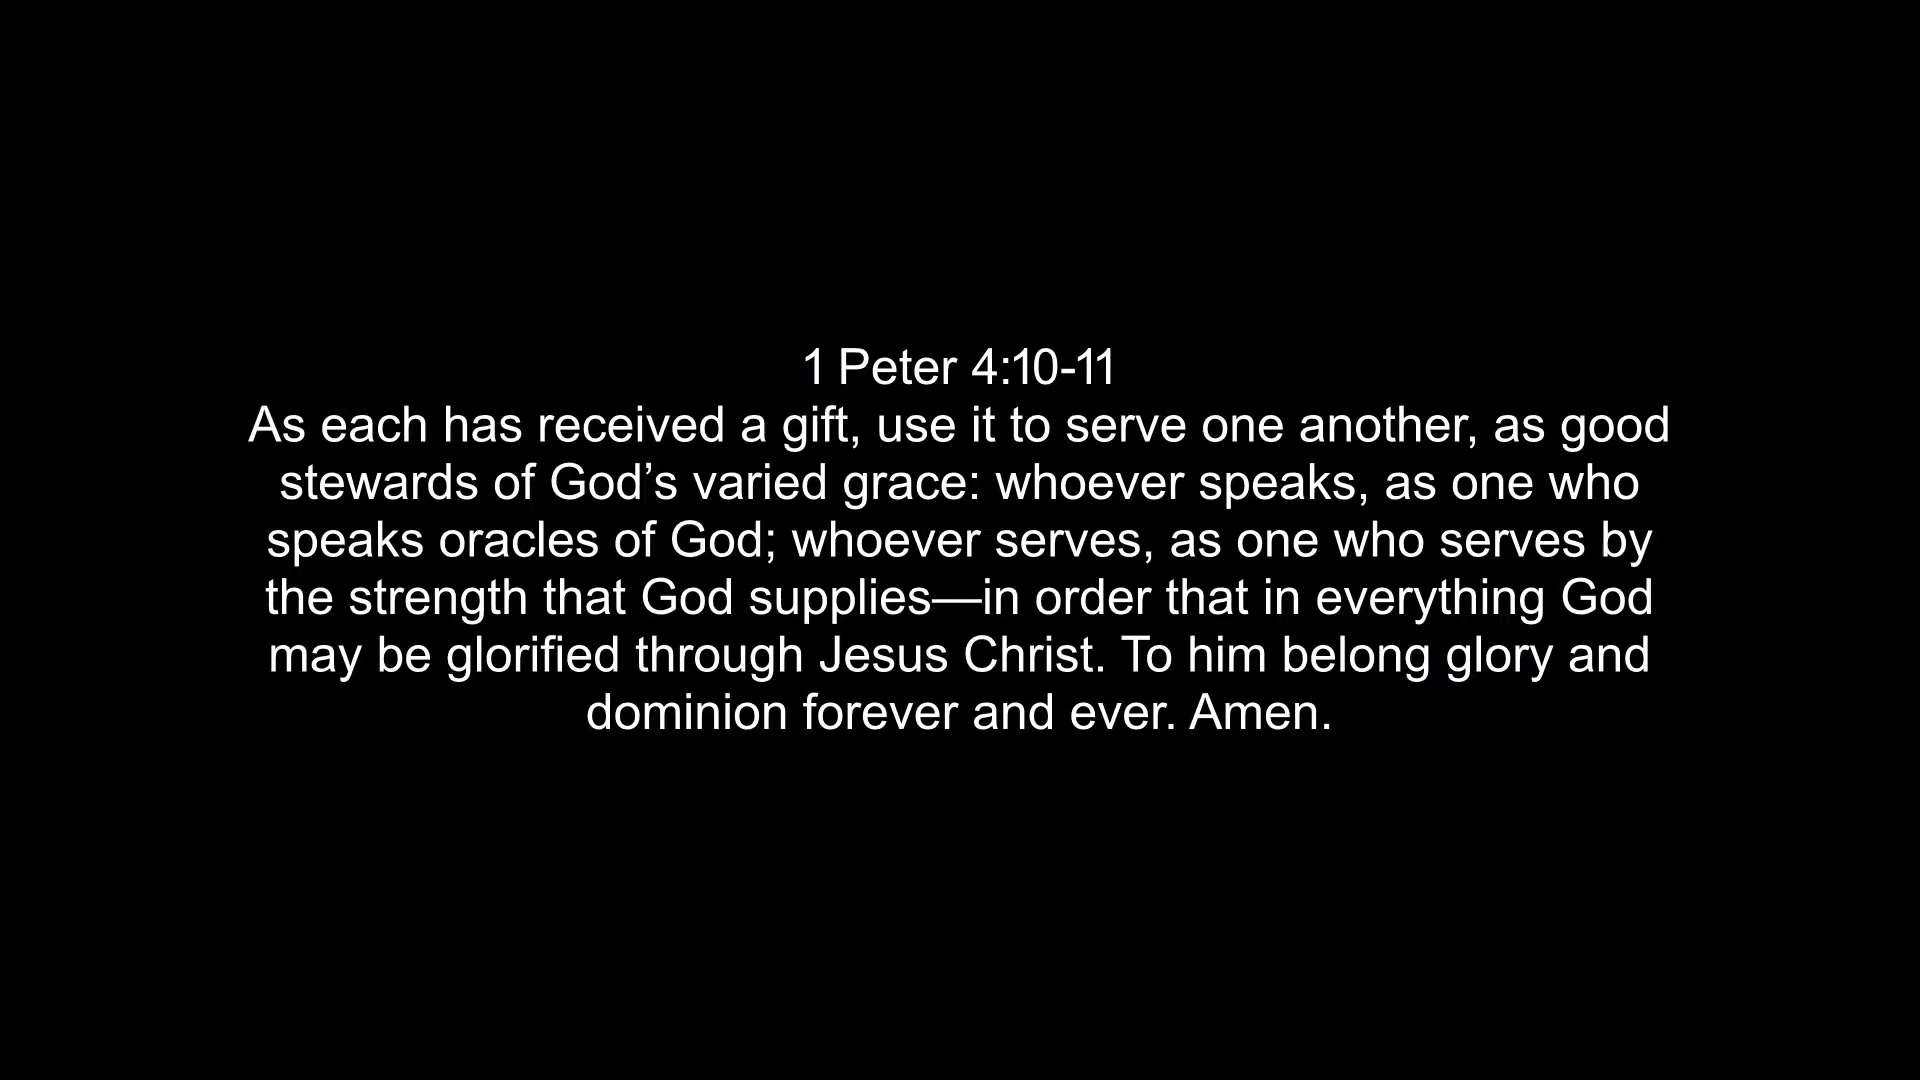 1 Peter 4:10-11
As each has received a gift, use it to serve one another, as good
stewards of God’s varied grace: whoever speaks, as one who
speaks oracles of God; whoever serves, as one who serves by
the strength that God supplies—in order that in everything God
may be glorified through Jesus Christ. To him belong glory and
dominion forever and ever. Amen.